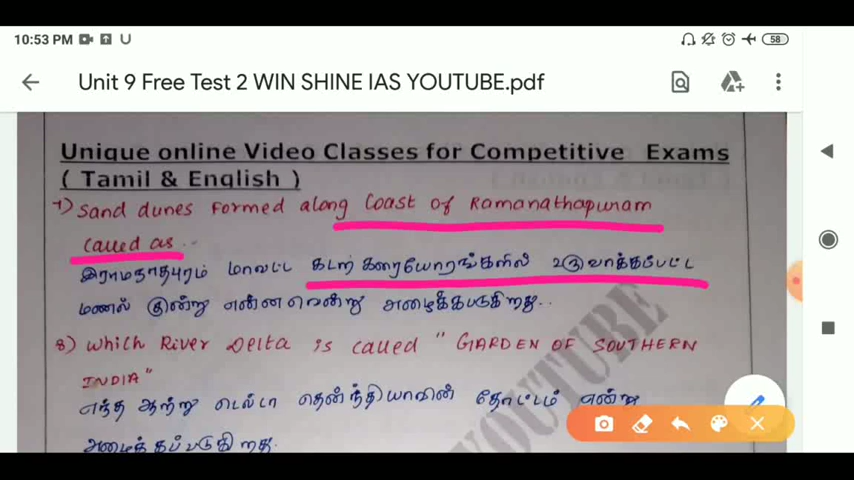 10:53 PM U 58
Unit 9 Free Test 2 WIN SHINE IAS YOUTUBE.pdf
Unique online Video Classes for Competitive Exams
( Tamil & English )
7) Sand dunes formed along Coast of Ramanathapuram
called as ..
இராமநாதபுரம் மாவட்ட கடற் கரையோரங்களில் உருவாக்கப்பட்ட
மணல் குன்று என்னவென்று அழைக்கபடுகிறது..
8) which River Delta is called " GARDEN OF SOUTHERN
INDIA"
எந்த ஆற்று டெல்டா தென்ந்தியாவின் தோட்டம் என்று
அழைக்கப்படுகிறது.
YOUTUBE